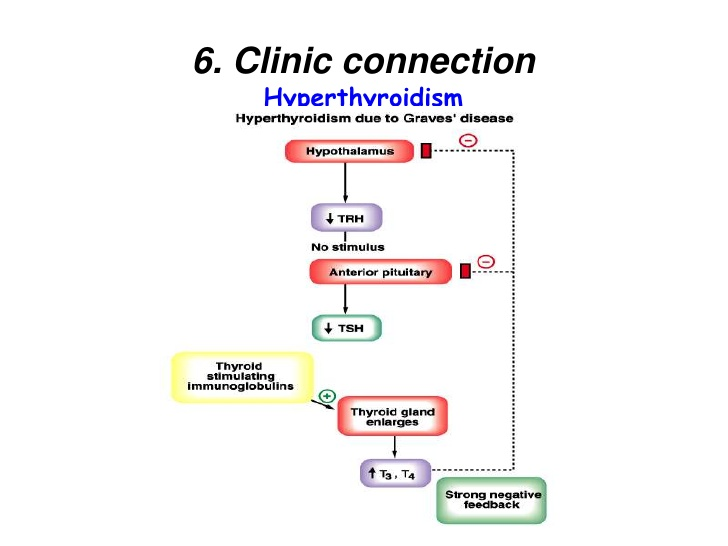 6. Clinic connection
Hyperthyroidism
Hyperthyroidism due to Graves' disease
Hypothalamus
−
↓ TRH
No stimulus
Anterior pituitary
−
↓ TSH
Thyroid
stimulating
immunoglobulins
+
Thyroid gland
enlarges
↑ T₃ , T₄
Strong negative
feedback